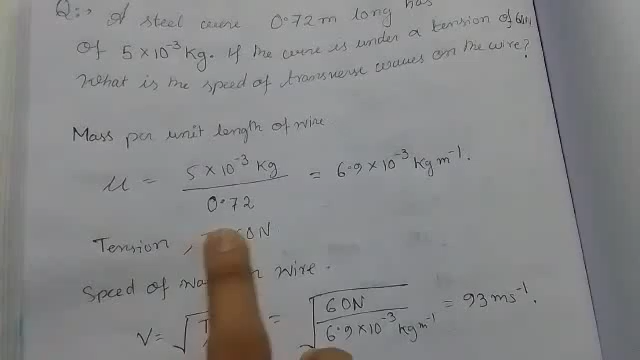 Q:, A steel wire 0.72 m long has
of 5 × 10⁻³ Kg. If the wire is under a tension of 60N
What is the speed of transverse waves on the wire?
Mass per unit length of wire
μ = 5 × 10⁻³ Kg / 0.72 = 6.9 × 10⁻³ Kg m⁻¹.
Tension, 60N
Speed of wire.
V = √T = √60N / 6.9 × 10⁻³ Kg m⁻¹ = 93 ms⁻¹.